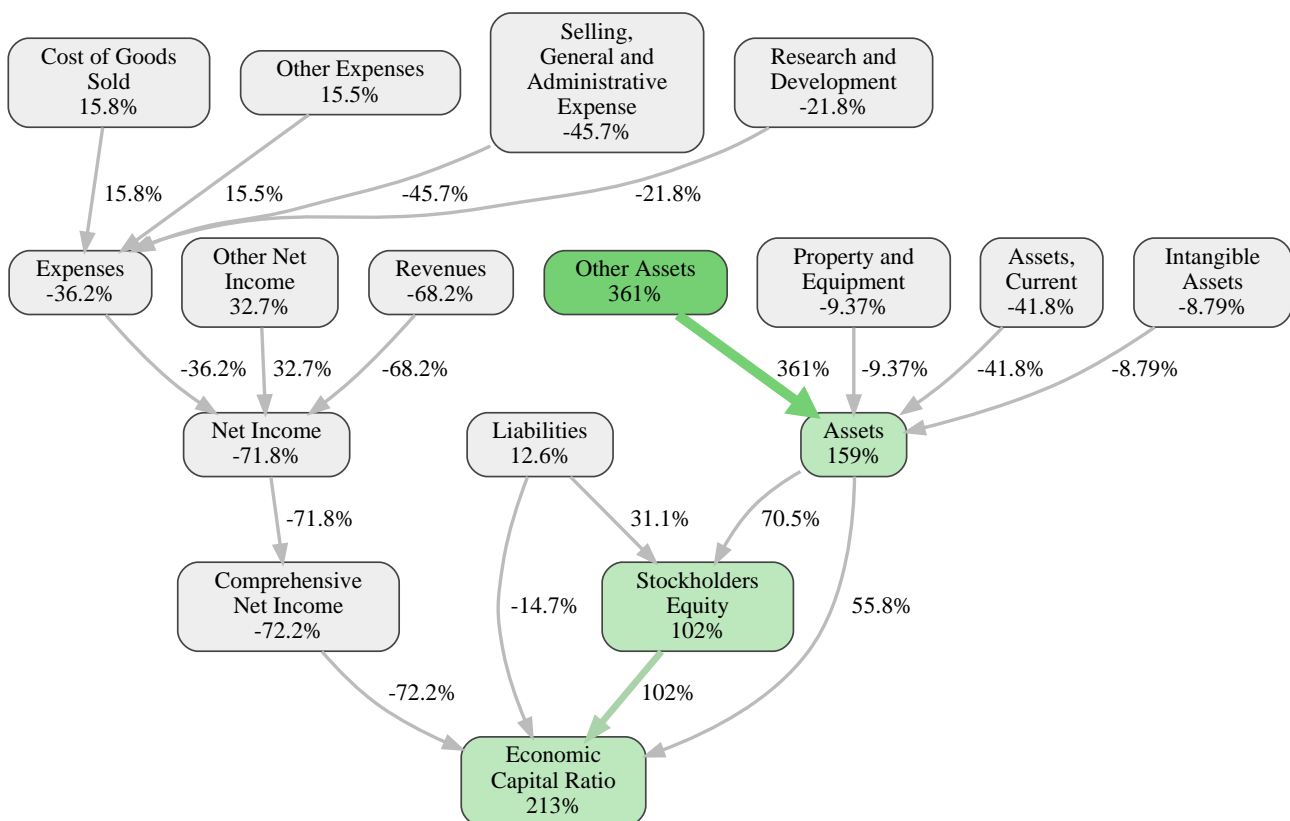 Cost of Goods
Sold
15.8%
Other Expenses
15.5%
Selling,
General and
Administrative
Expense
-45.7%
Research and
Development
-21.8%
15.8%
15.5%
-45.7%
-21.8%
Expenses
-36.2%
Other Net
Income
32.7%
Revenues
-68.2%
Other Assets
361%
Property and
Equipment
-9.37%
Assets,
Current
-41.8%
Intangible
Assets
-8.79%
-36.2%
32.7%
-68.2%
361%
-9.37%
-41.8%
-8.79%
Net Income
-71.8%
Liabilities
12.6%
Assets
159%
-71.8%
31.1%
70.5%
Comprehensive
Net Income
-72.2%
-14.7%
Stockholders
Equity
102%
55.8%
-72.2%
102%
Economic
Capital Ratio
213%